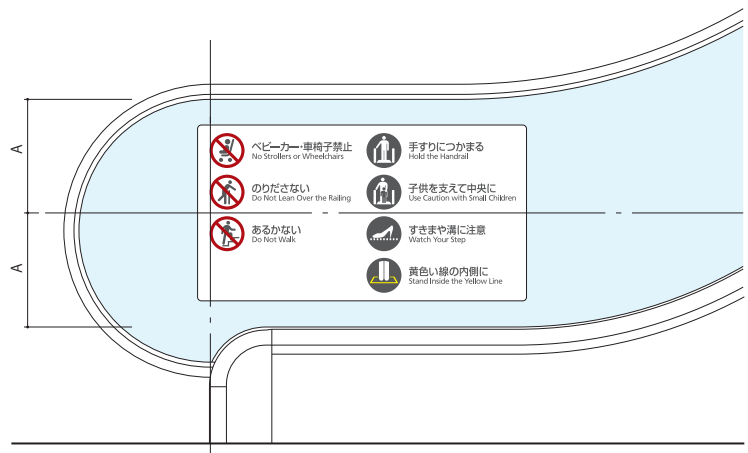 A
A
ベビーカー・車椅子禁止
No Strollers or Wheelchairs
のりださない
Do Not Lean Over the Railing
あるかない
Do Not Walk
手すりにつかまる
Hold the Handrail
子供を支えて中央に
Use Caution with Small Children
すきまや溝に注意
Watch Your Step
黄色い線の内側に
Stand Inside the Yellow Line